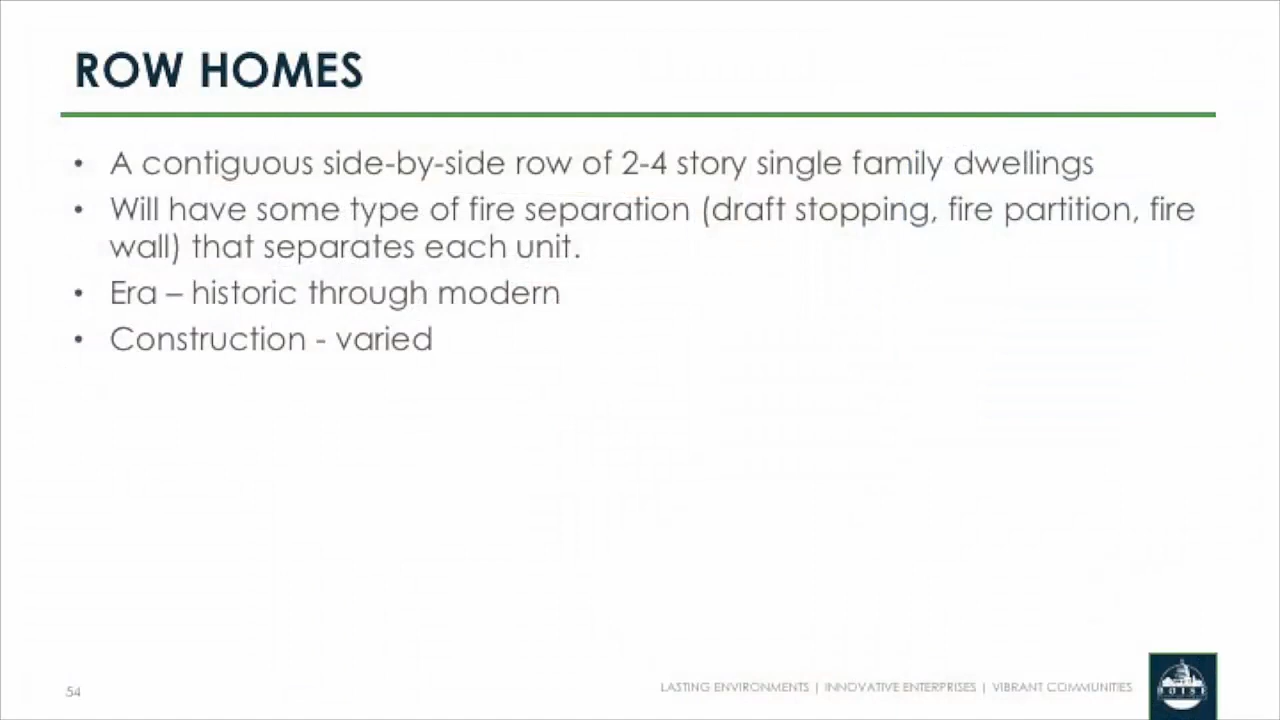 ROW HOMES
• A contiguous side-by-side row of 2-4 story single family dwellings
• Will have some type of fire separation (draft stopping, fire partition, fire
wall) that separates each unit.
• Era – historic through modern
• Construction - varied
54
LASTING ENVIRONMENTS | INNOVATIVE ENTERPRISES | VIBRANT COMMUNITIES
BOISE